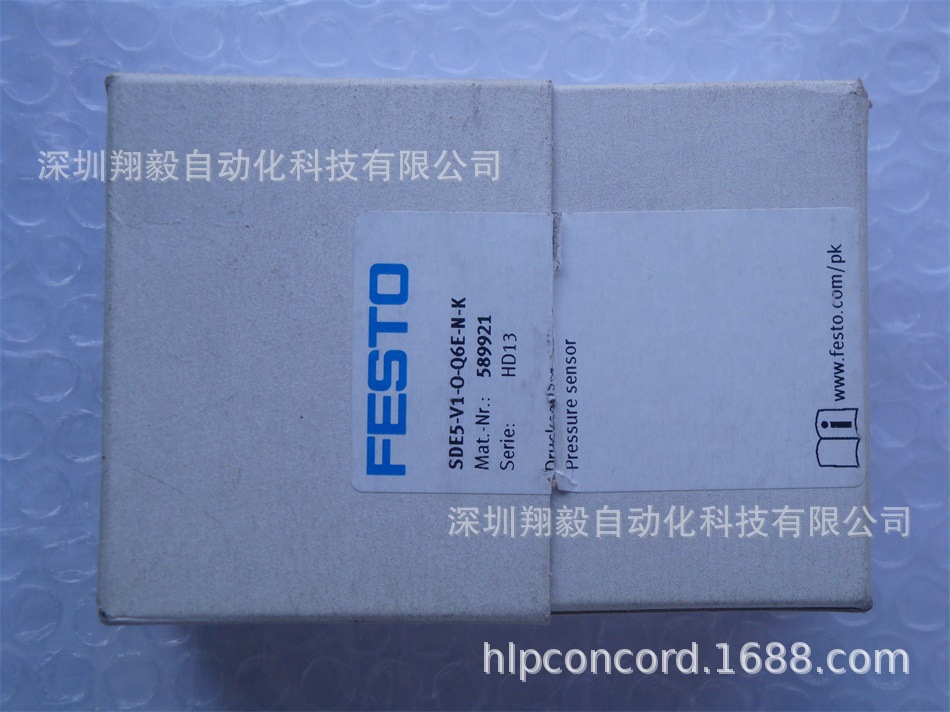 深圳翔毅自动化科技有限公司
FESTO
SDE5-V1-O-Q6E-N-K
Mat.-Nr.: 589921
Serie: HD13
Pressure sensor
www.festo.com/pk
深圳翔毅自动化科技有限公司
hlpconcord.1688.com